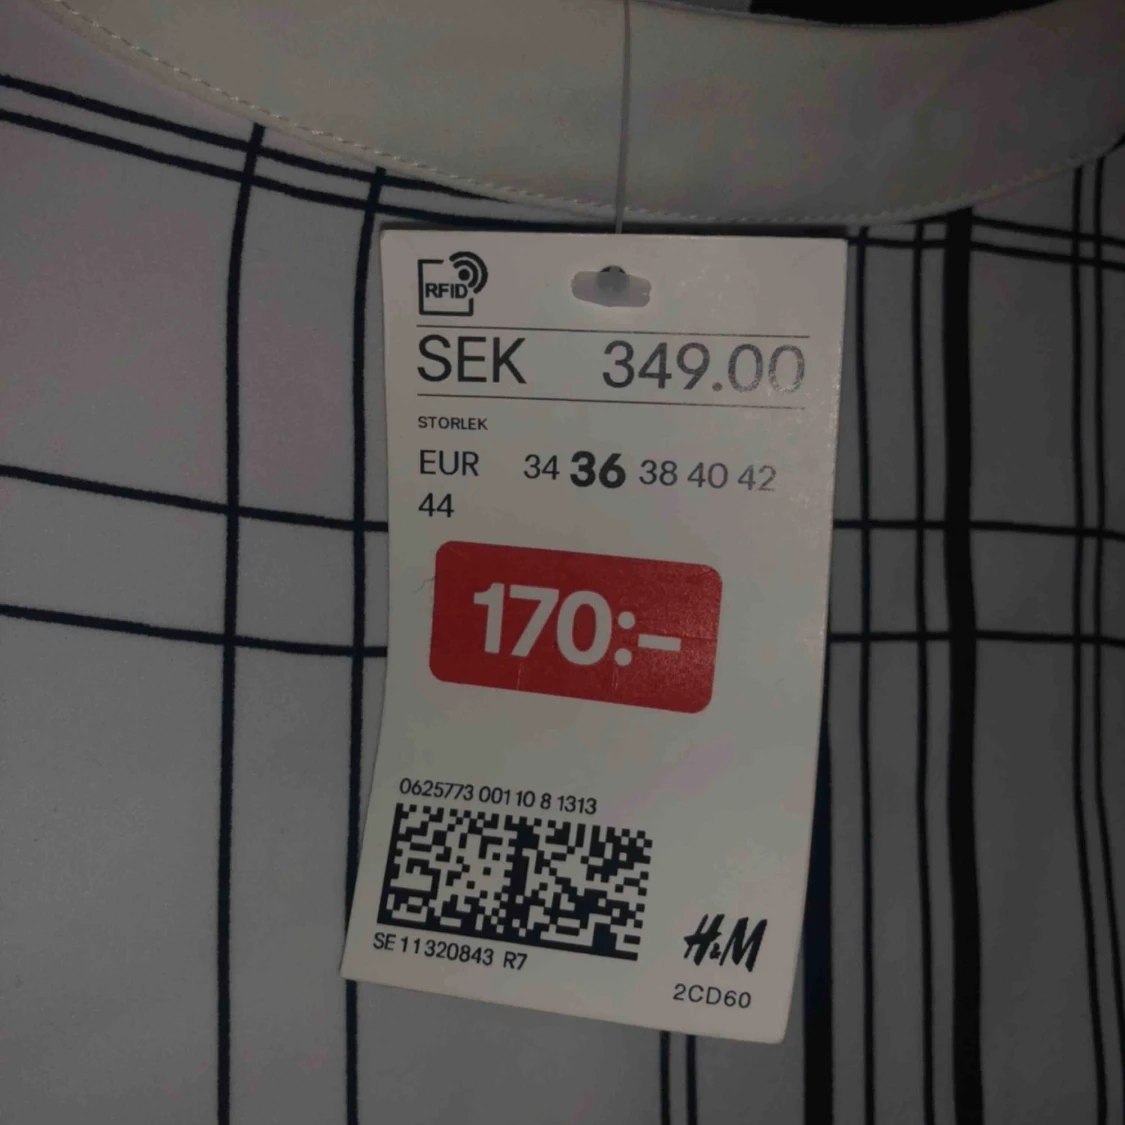 RFID
SEK 349.00
STORLEK
EUR 34 36 38 40 42
44
170:-
0625773 001 10 8 1313
SE 11320843 R7
H&M
2CD60